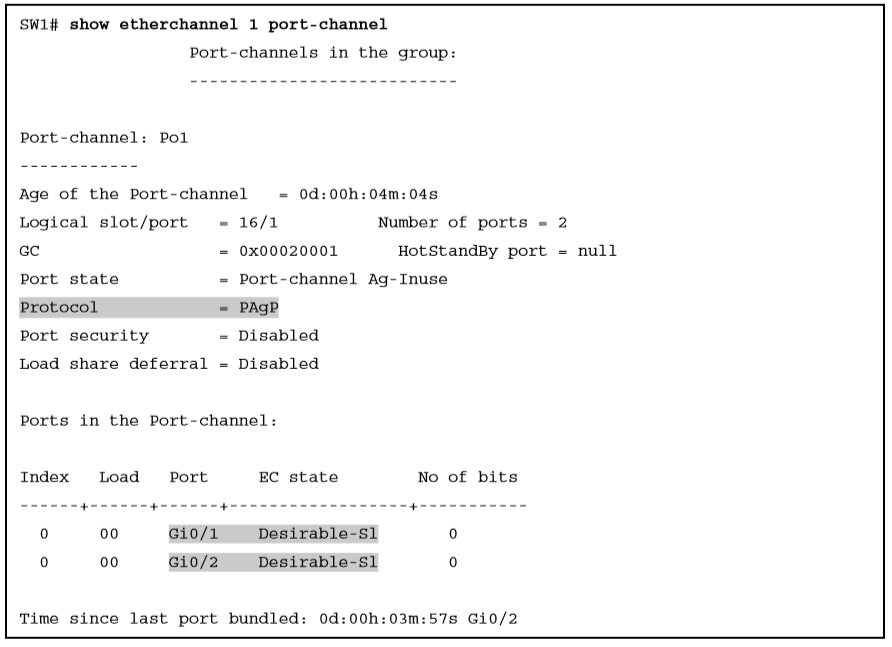 SW1# show etherchannel 1 port-channel
Port-channels in the group:
---------------------------
Port-channel: Po1
------------
Age of the Port-channel   = 0d:00h:04m:04s
Logical slot/port   = 16/1          Number of ports = 2
GC                  = 0x00020001      HotStandBy port = null
Port state          = Port-channel Ag-Inuse
Protocol            = PAgP
Port security       = Disabled
Load share deferral = Disabled
Ports in the Port-channel:
Index   Load   Port     EC state        No of bits
------+------+------+------------------+-----------
0     00     Gi0/1    Desirable-Sl       0
0     00     Gi0/2    Desirable-Sl       0
Time since last port bundled: 0d:00h:03m:57s Gi0/2